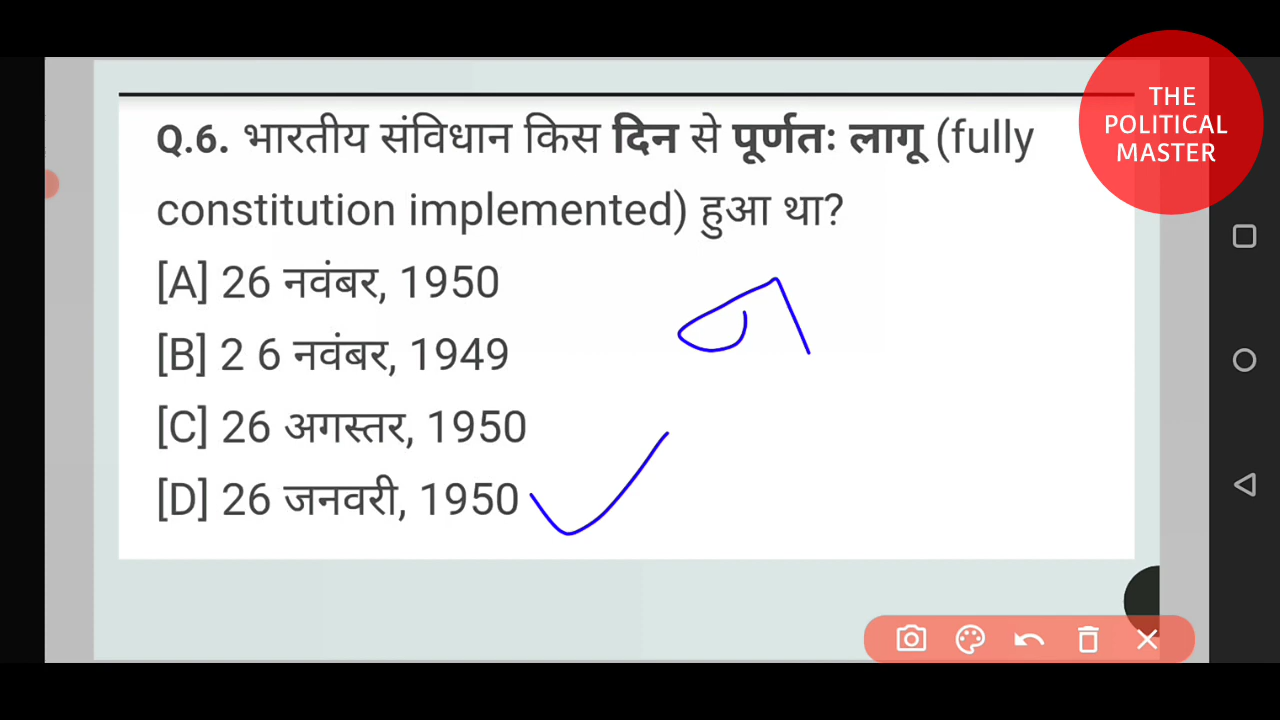 Q.6. भारतीय संविधान किस दिन से पूर्णतः लागू (fully
constitution implemented) हुआ था?
[A] 26 नवंबर, 1950
[B] 2 6 नवंबर, 1949
[C] 26 अगस्तर, 1950
[D] 26 जनवरी, 1950
THE
POLITICAL
MASTER